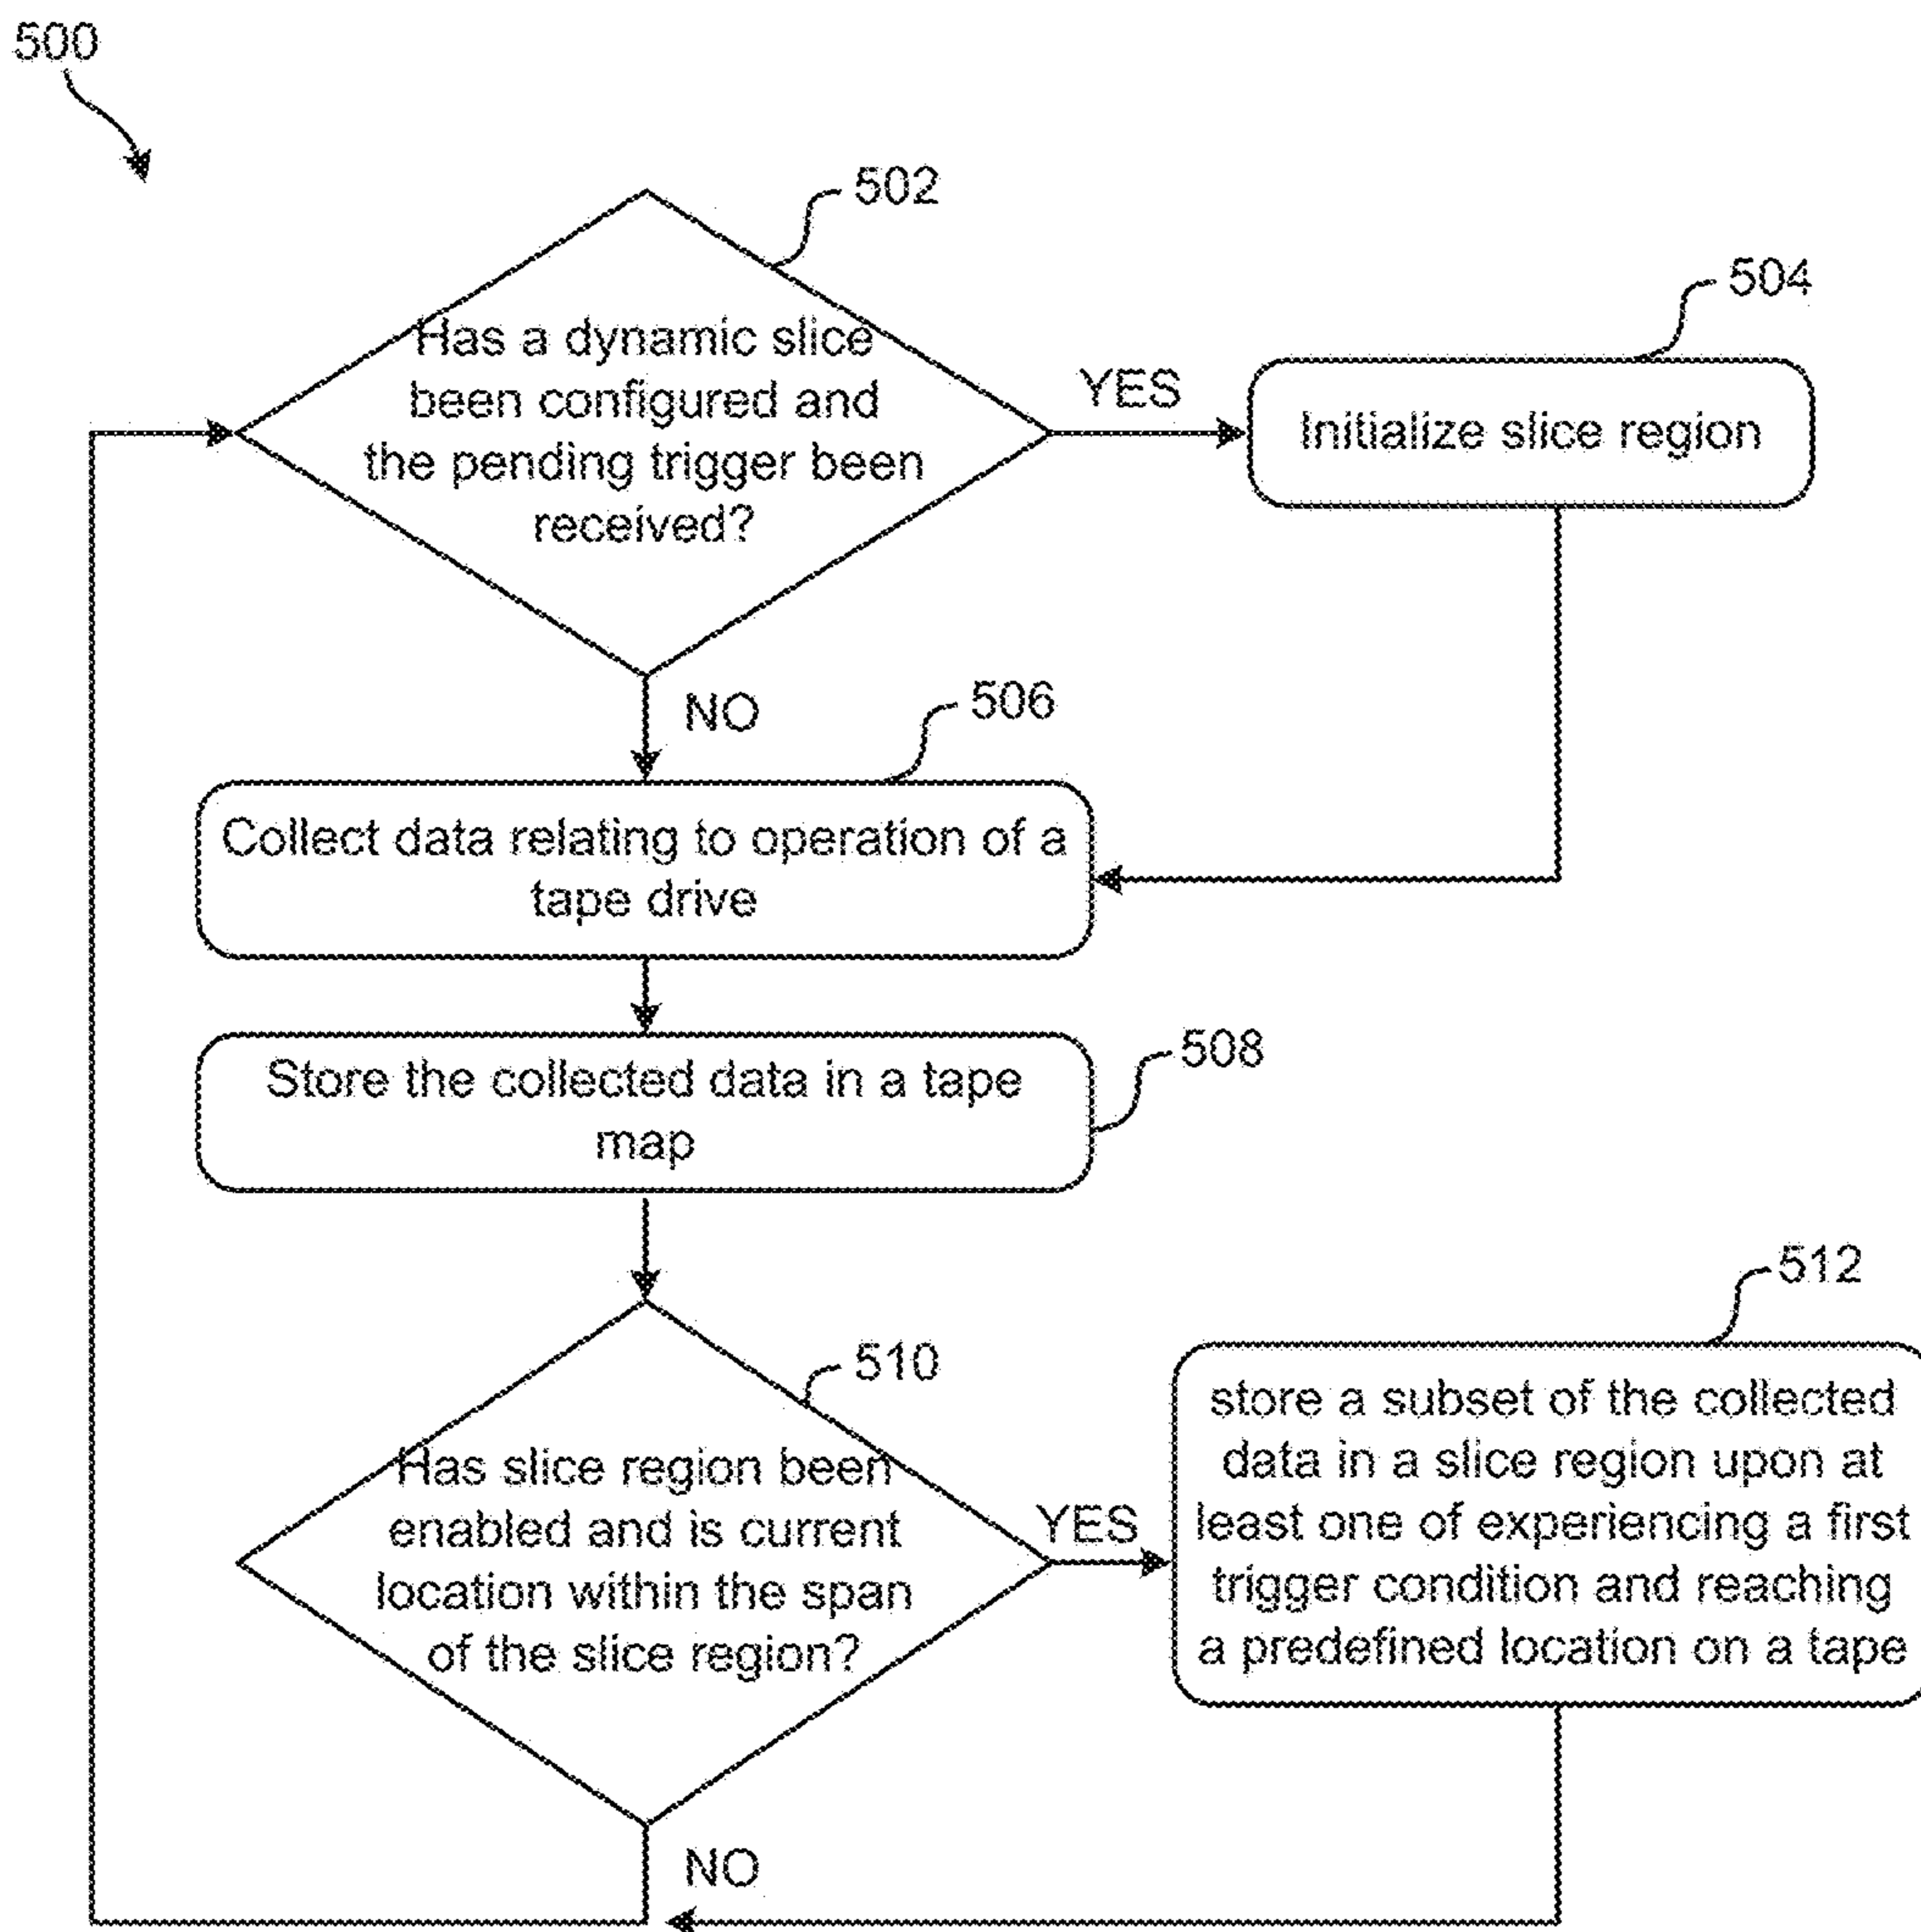 500
502
Has a dynamic slice
been configured and
the pending trigger been
received?
YES
504
Initialize slice region
NO
506
Collect data relating to operation of a
tape drive
508
Store the collected data in a tape
map
510
Has slice region been
enabled and is current
location within the span
of the slice region?
YES
512
store a subset of the collected
data in a slice region upon at
least one of experiencing a first
trigger condition and reaching
a predefined location on a tape
NO